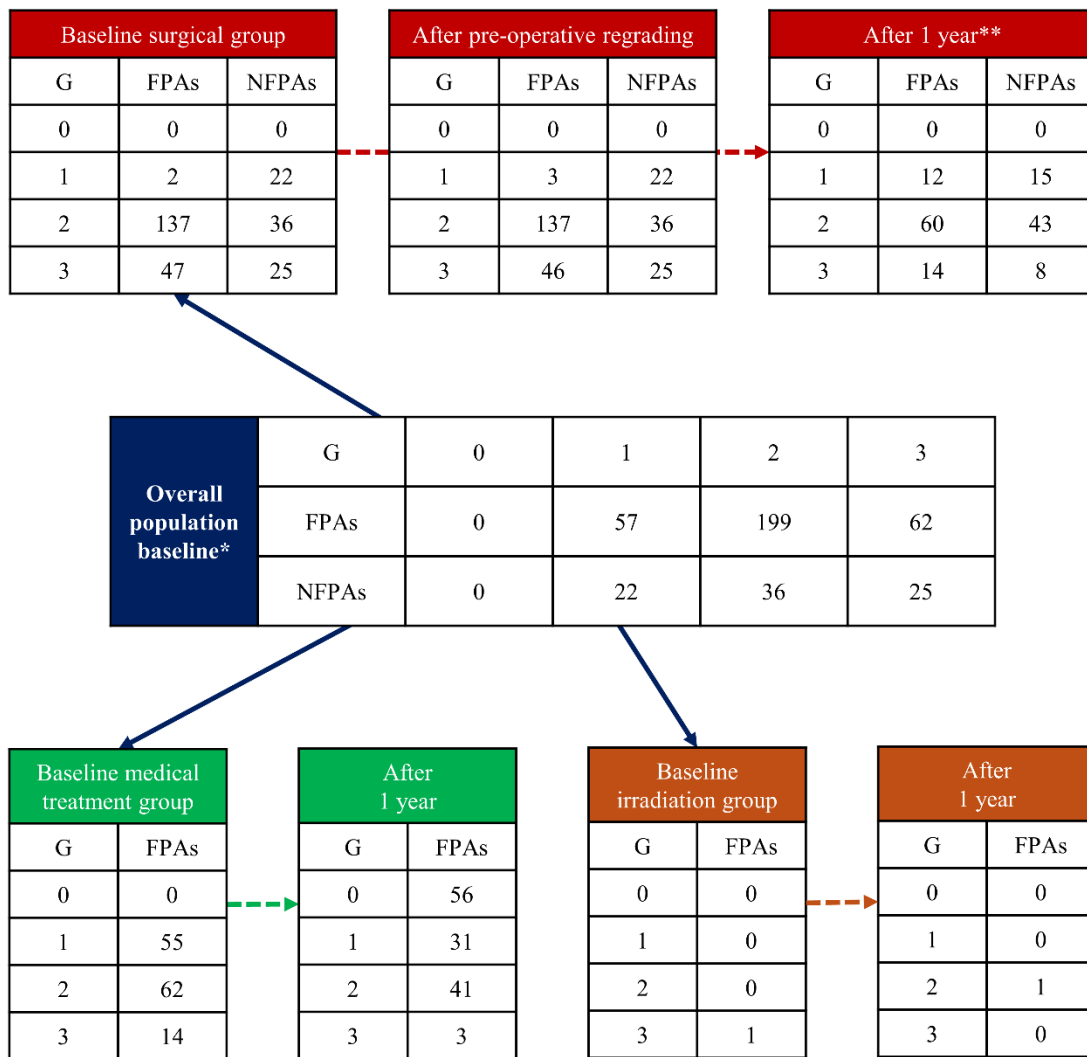 Baseline surgical group
G FPAs NFPAs
0 0 0
1 2 22
2 137 36
3 47 25
After pre-operative regrading
G FPAs NFPAs
0 0 0
1 3 22
2 137 36
3 46 25
After 1 year**
G FPAs NFPAs
0 0 0
1 12 15
2 60 43
3 14 8
Overall
population
baseline*
G 0 1 2 3
FPAs 0 57 199 62
NFPAs 0 22 36 25
Baseline medical
treatment group
G FPAs
0 0
1 55
2 62
3 14
After
1 year
G FPAs
0 56
1 31
2 41
3 3
Baseline
irradiation group
G FPAs
0 0
1 0
2 0
3 1
After
1 year
G FPAs
0 0
1 0
2 1
3 0